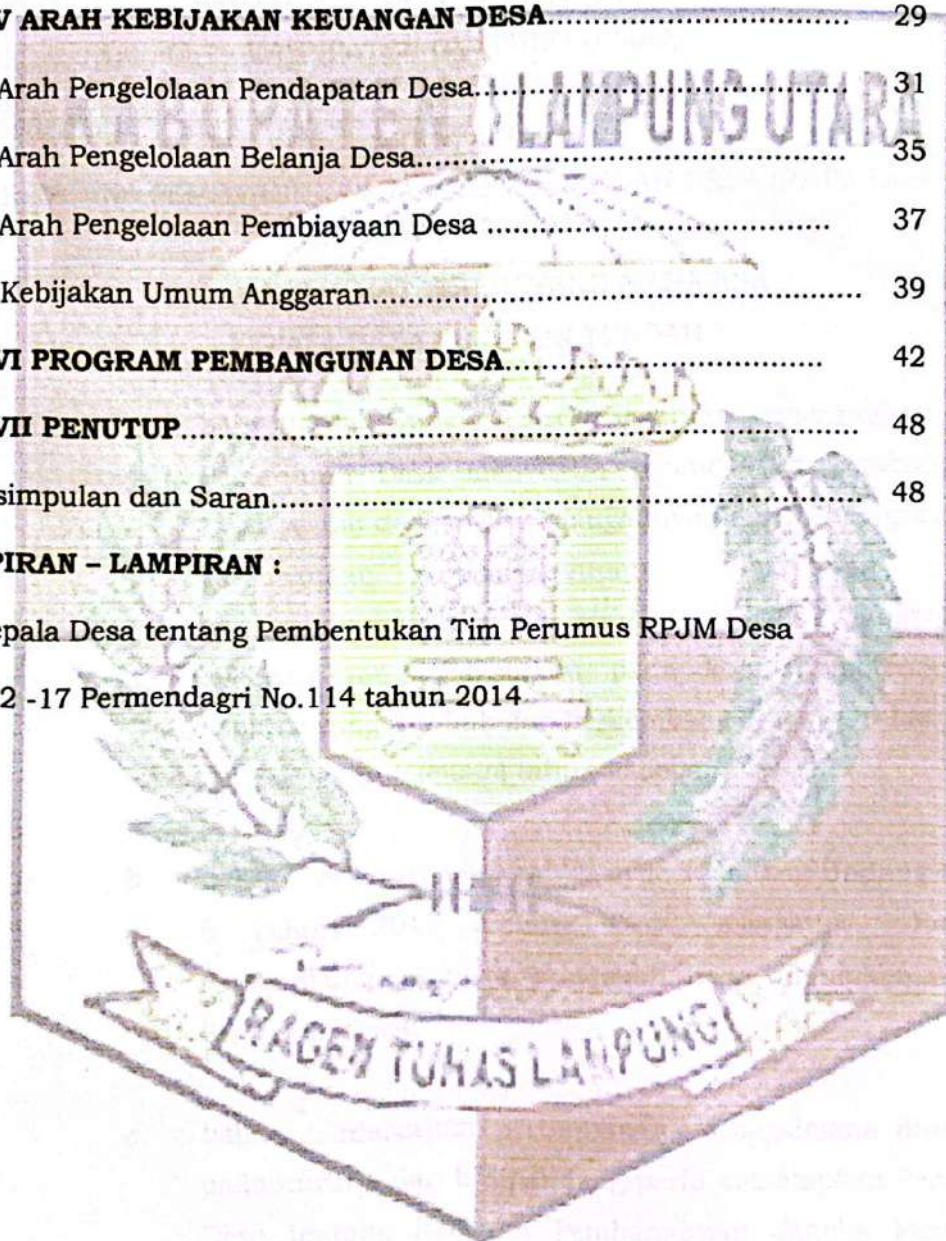 V ARAH KEBIJAKAN KEUANGAN DESA.................................................. 29
Arah Pengelolaan Pendapatan Desa.................................................. 31
KABUPATEN LAMPUNG UTARA
Arah Pengelolaan Belanja Desa.................................................. 35
Arah Pengelolaan Pembiayaan Desa .................................................. 37
Kebijakan Umum Anggaran.................................................. 39
VI PROGRAM PEMBANGUNAN DESA.................................................. 42
VII PENUTUP.................................................. 48
simpulan dan Saran.................................................. 48
PIRAN – LAMPIRAN :
epala Desa tentang Pembentukan Tim Perumus RPJM Desa
2 -17 Permendagri No.114 tahun 2014
RAGEM TUNAS LAMPUNG